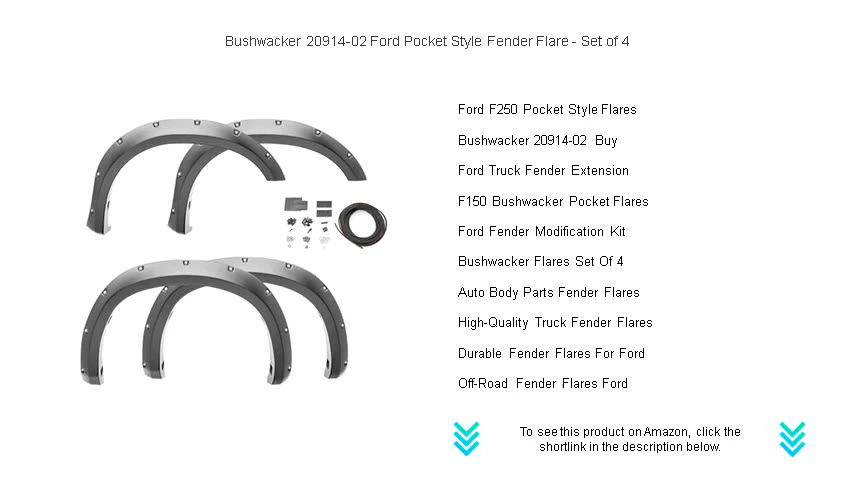 Bushwacker 20914-02 Ford Pocket Style Fender Flare - Set of 4
Ford F250 Pocket Style Flares
Bushwacker 20914-02 Buy
Ford Truck Fender Extension
F150 Bushwacker Pocket Flares
Ford Fender Modification Kit
Bushwacker Flares Set Of 4
Auto Body Parts Fender Flares
High-Quality Truck Fender Flares
Durable Fender Flares For Ford
Off-Road Fender Flares Ford
To see this product on Amazon, click the
shortlink in the description below.